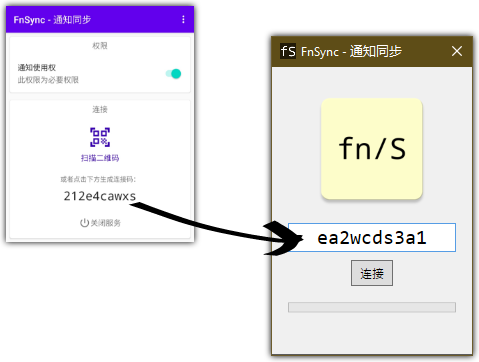 FnSync - 通知同步
权限
通知使用权
此权限为必要权限
连接
扫描二维码
或者点击下方生成连接码:
212e4cawxs
关闭服务
fS FnSync - 通知同步
fn/S
ea2wcds3a1
连接